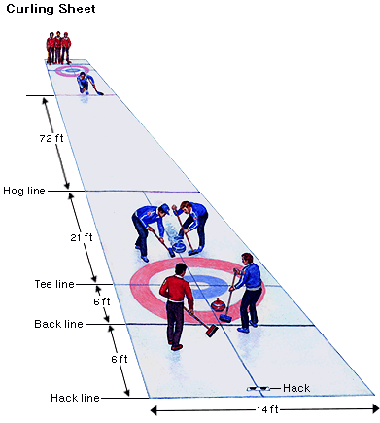 Curling Sheet
72 ft
Hog line
21 ft
Tee line
6 ft
Back line
6 ft
Hack
Hack line
14 ft